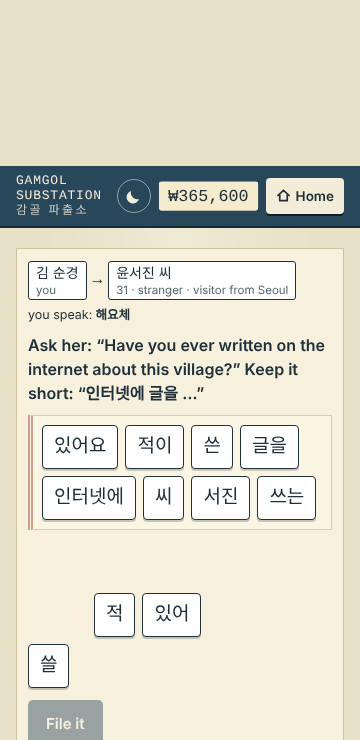 GAMGOL
SUBSTATION
감골 파출소
₩365,600
Home
김 순경
you
→
윤서진 씨
31 · stranger · visitor from Seoul
you speak: 해요체
Ask her: “Have you ever written on the
internet about this village?” Keep it
short: “인터넷에 글을 …”
있어요 적이 쓴 글을
인터넷에 씨 서진 쓰는
적 있어
쓸
File it